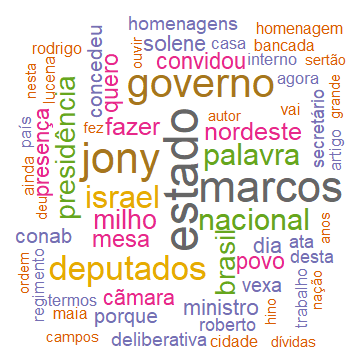 homenagens
homenagem
rodrigo
ouvir
solene
casa
bancada
nesta
lucena
concedeu
quero
convidou
interno
sertão
governo
agora
país
presença
presidência
fez
fazer
autor
vai
grande
nordeste
secretário
artigo
jony
estado
palavra
ainda
deu
israel
marcos
milho
nacional
anos
conab
mesa
brasil
dia
ata
desta
povo
ordem
regimento
deputados
vexa
trabalho
nação
termos
cãmara
ministro
hino
maia
porque
roberto
campos
deliberativa
cidade
dívidas